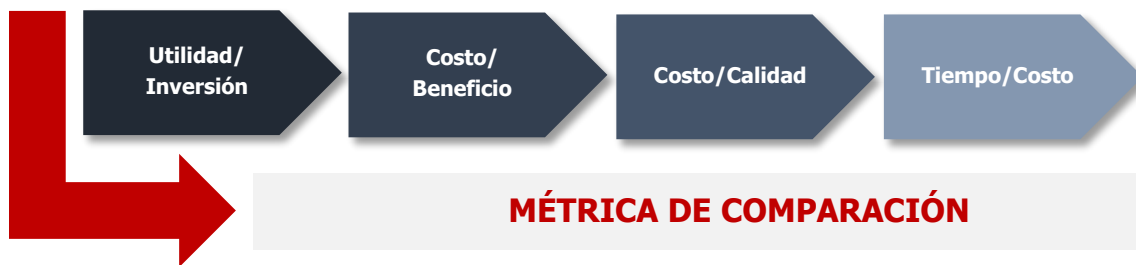 Utilidad/
Inversión
Costo/
Beneficio
Costo/Calidad
Tiempo/Costo
MÉTRICA DE COMPARACIÓN